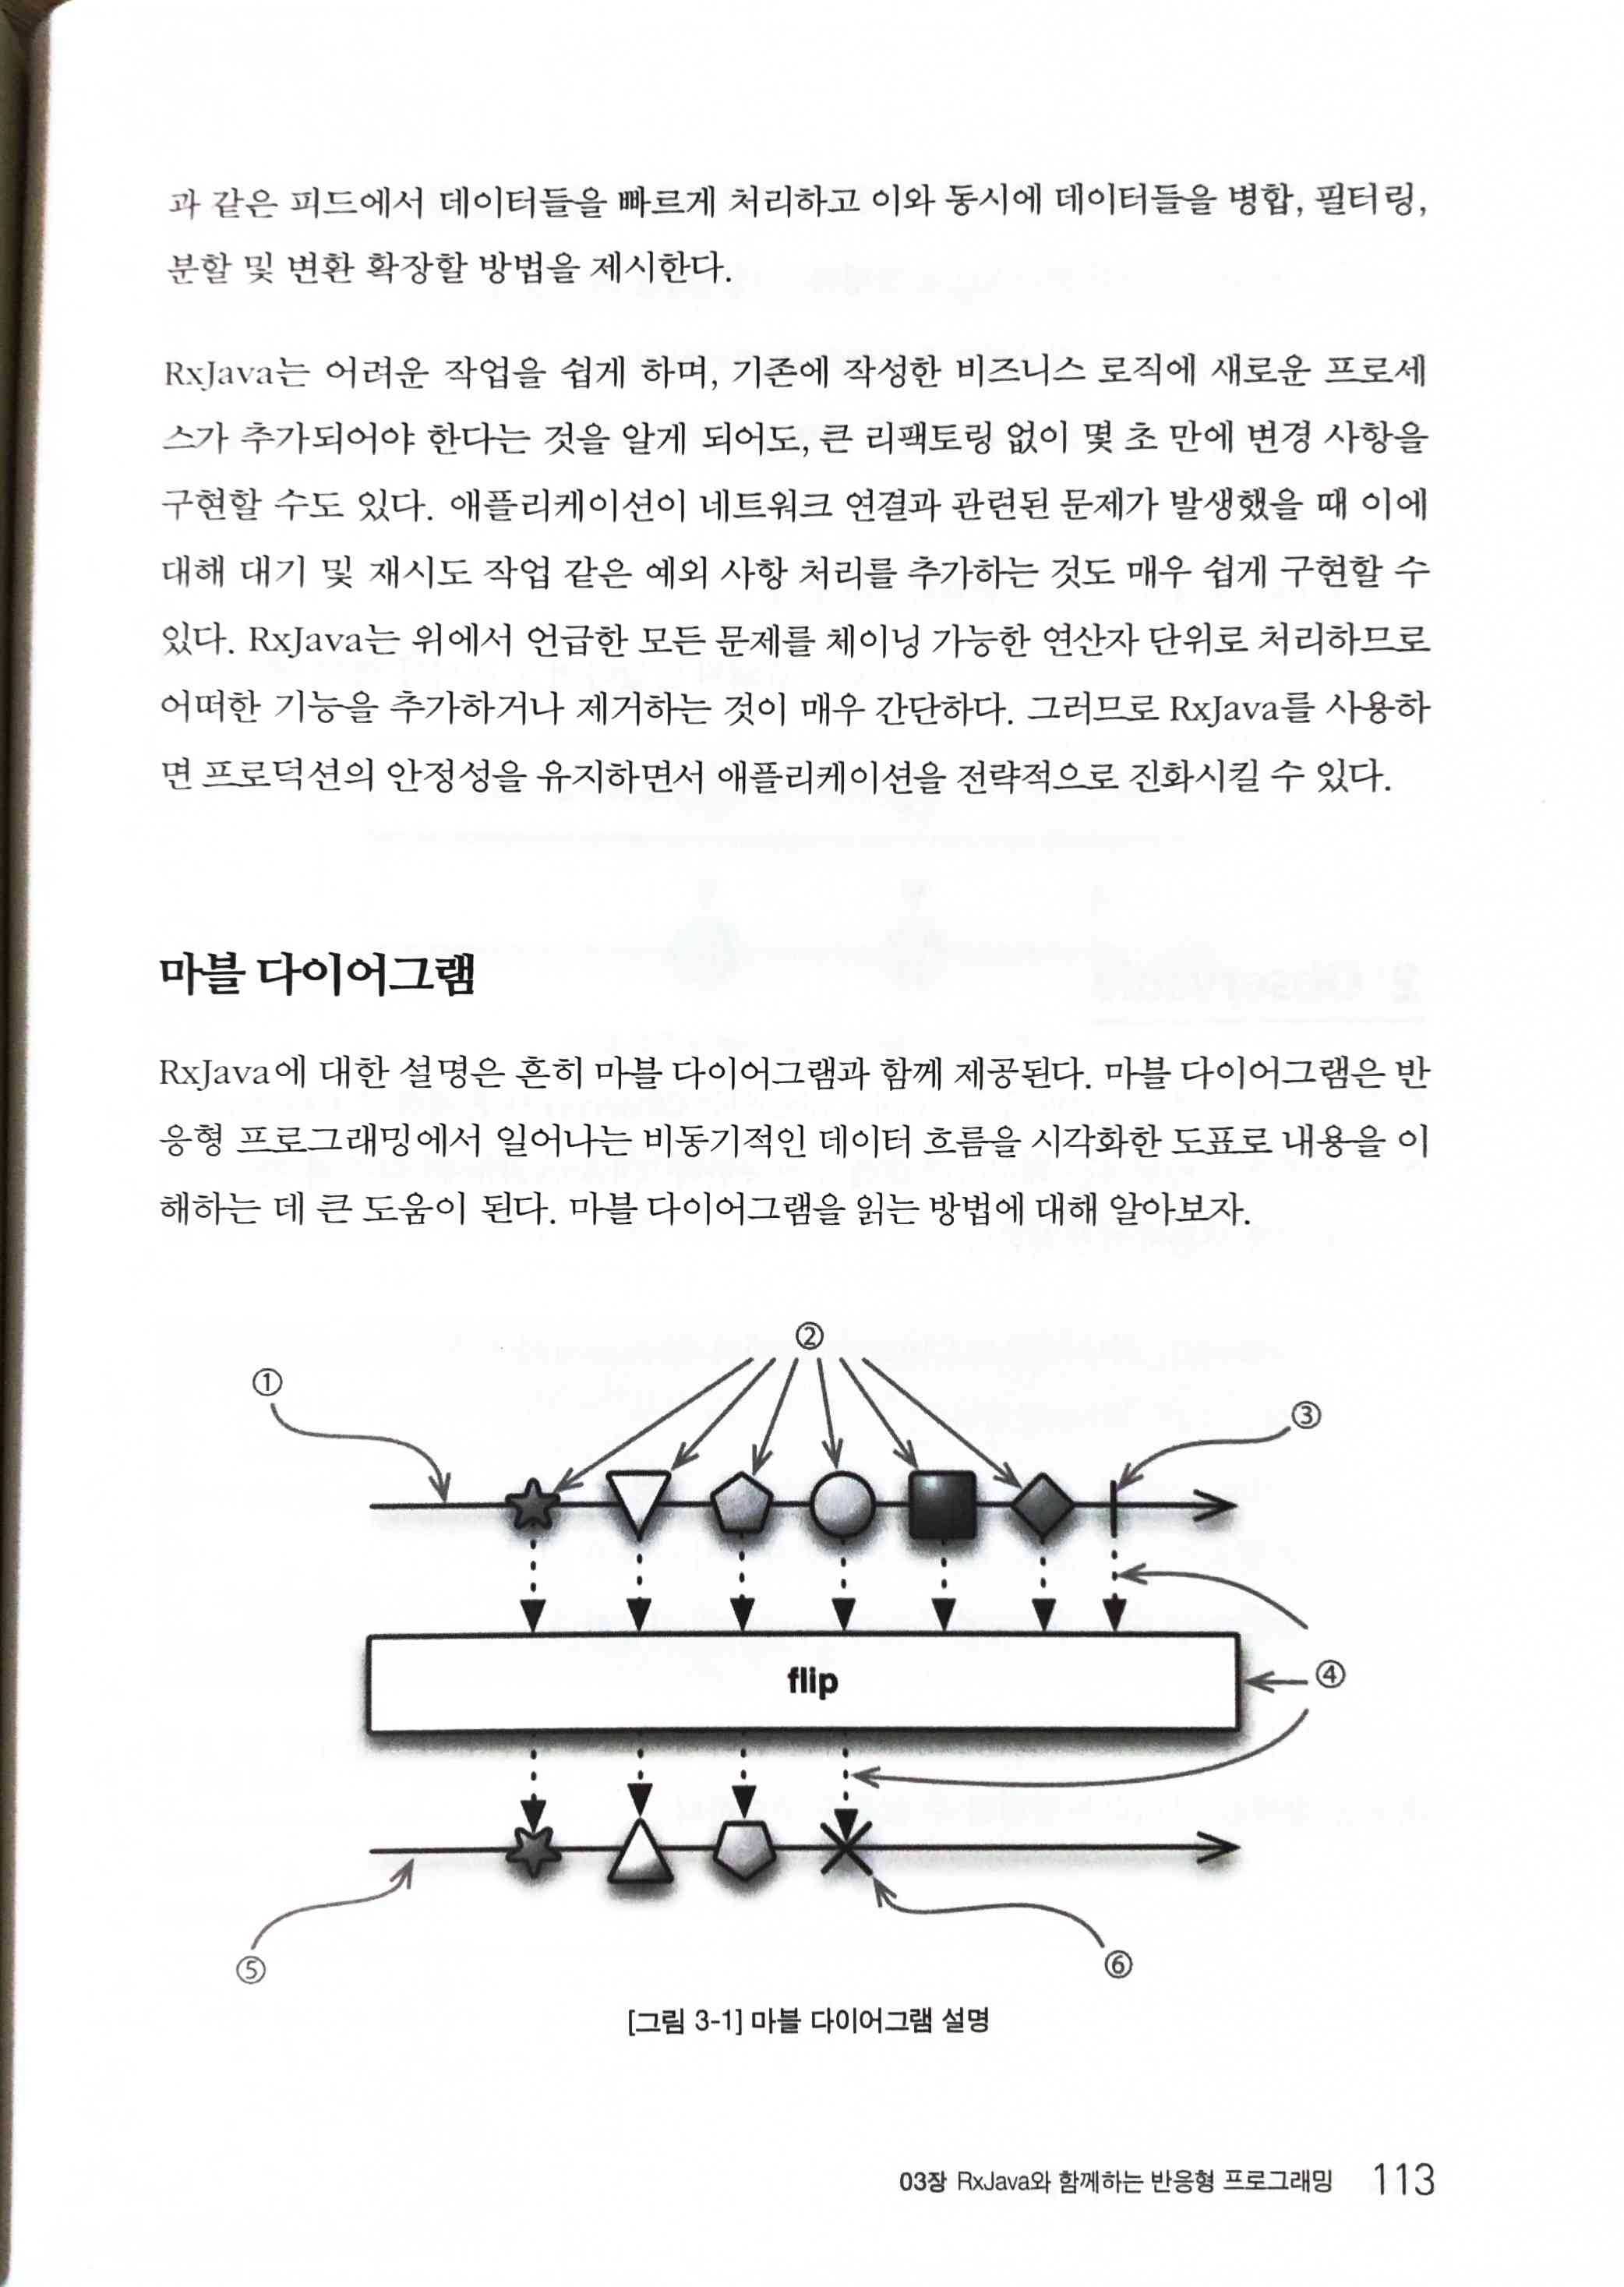 과 같은 피드에서 데이터들을 빠르게 처리하고 이와 동시에 데이터들을 병합, 필터링,
분할 및 변환 확장할 방법을 제시한다.
RxJava는 어려운 작업을 쉽게 하며, 기존에 작성한 비즈니스 로직에 새로운 프로세
스가 추가되어야 한다는 것을 알게 되어도, 큰 리팩토링 없이 몇 초 만에 변경 사항을
구현할 수도 있다. 애플리케이션이 네트워크 연결과 관련된 문제가 발생했을 때 이에
대해 대기 및 재시도 작업 같은 예외 사항 처리를 추가하는 것도 매우 쉽게 구현할 수
있다. RxJava는 위에서 언급한 모든 문제를 체이닝 가능한 연산자 단위로 처리하므로
어떠한 기능을 추가하거나 제거하는 것이 매우 간단하다. 그러므로 RxJava를 사용하
면 프로덕션의 안정성을 유지하면서 애플리케이션을 전략적으로 진화시킬 수 있다.
마블 다이어그램
RxJava에 대한 설명은 흔히 마블 다이어그램과 함께 제공된다. 마블 다이어그램은 반
응형 프로그래밍에서 일어나는 비동기적인 데이터 흐름을 시각화한 도표로 내용을 이
해하는 데 큰 도움이 된다. 마블 다이어그램을 읽는 방법에 대해 알아보자.
②
①
③
flip
④
⑤
⑥
[그림 3-1] 마블 다이어그램 설명
03장 RxJava와 함께하는 반응형 프로그래밍 113